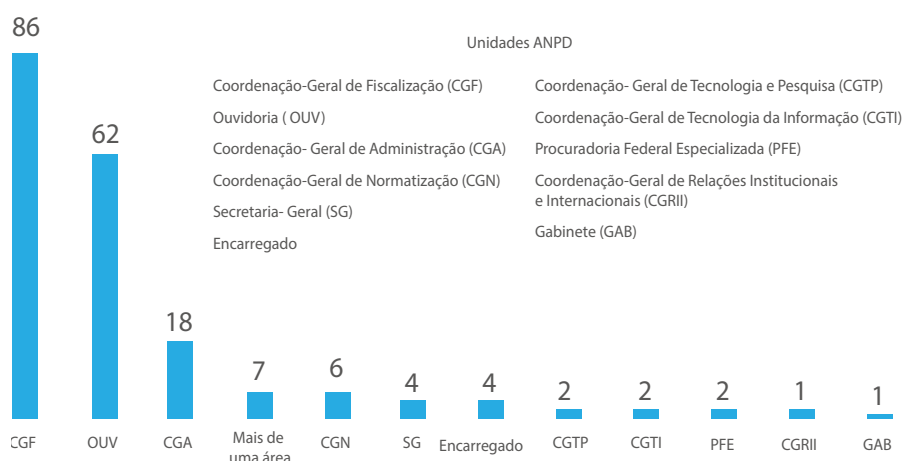 86
Unidades ANPD
Coordenação-Geral de Fiscalização (CGF)
Ouvidoria ( OUV)
Coordenação- Geral de Administração (CGA)
Coordenação-Geral de Normatização (CGN)
Secretaria- Geral (SG)
Encarregado
Coordenação- Geral de Tecnologia e Pesquisa (CGTP)
Coordenação-Geral de Tecnologia da Informação (CGTI)
Procuradoria Federal Especializada (PFE)
Coordenação-Geral de Relações Institucionais
e Internacionais (CGRII)
Gabinete (GAB)
62
18
7
6
4
4
2
2
2
1
1
CGF
OUV
CGA
Mais de
uma área
CGN
SG
Encarregado
CGTP
CGTI
PFE
CGRII
GAB